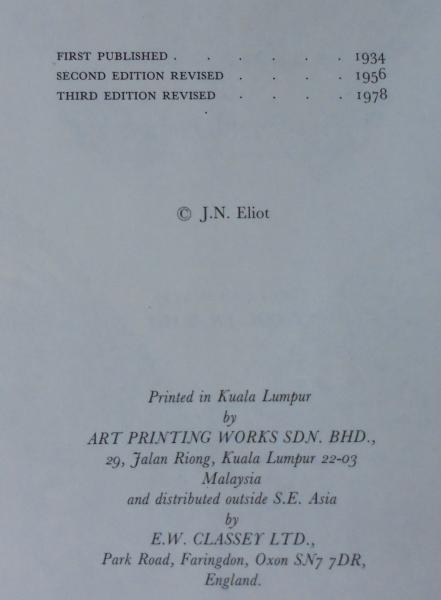 FIRST PUBLISHED . . . . . . 1934
SECOND EDITION REVISED . . . . 1956
THIRD EDITION REVISED . . . . 1978
© J.N. Eliot
Printed in Kuala Lumpur
by
ART PRINTING WORKS SDN. BHD.,
29, Jalan Riong, Kuala Lumpur 22-03
Malaysia
and distributed outside S.E. Asia
by
E.W. CLASSEY LTD.,
Park Road, Faringdon, Oxon SN7 7DR,
England.